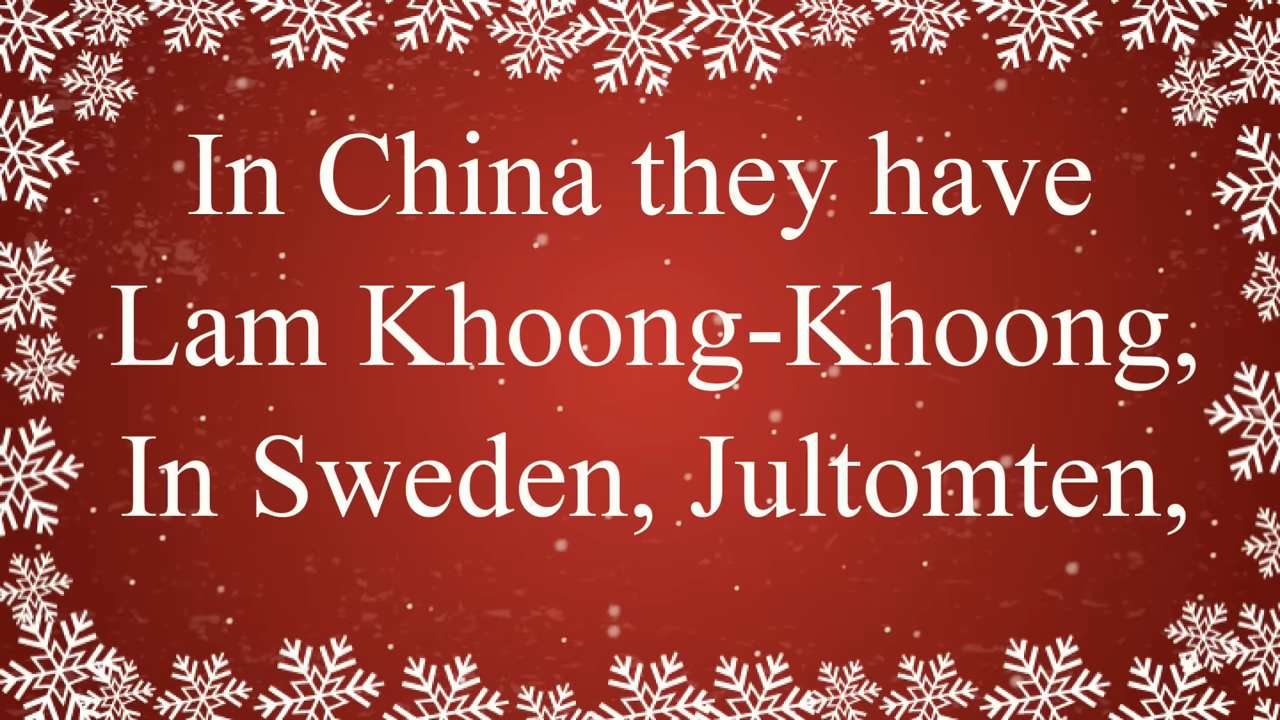 In China they have
Lam Khoong-Khoong,
In Sweden, Jultomten,